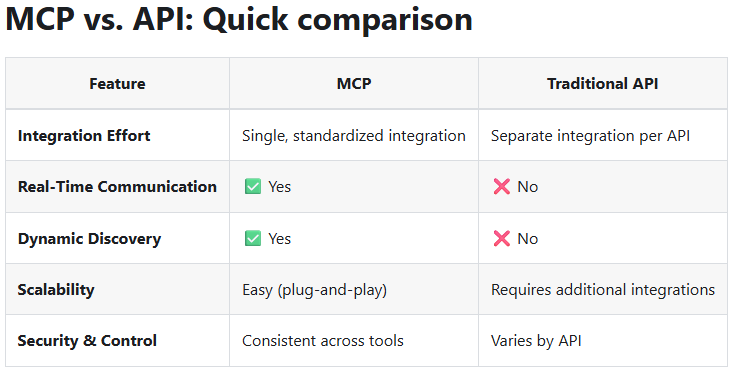 MCP vs. API: Quick comparison
Feature MCP Traditional API
Integration Effort Single, standardized integration Separate integration per API
Real-Time Communication ✅ Yes ❌ No
Dynamic Discovery ✅ Yes ❌ No
Scalability Easy (plug-and-play) Requires additional integrations
Security & Control Consistent across tools Varies by API